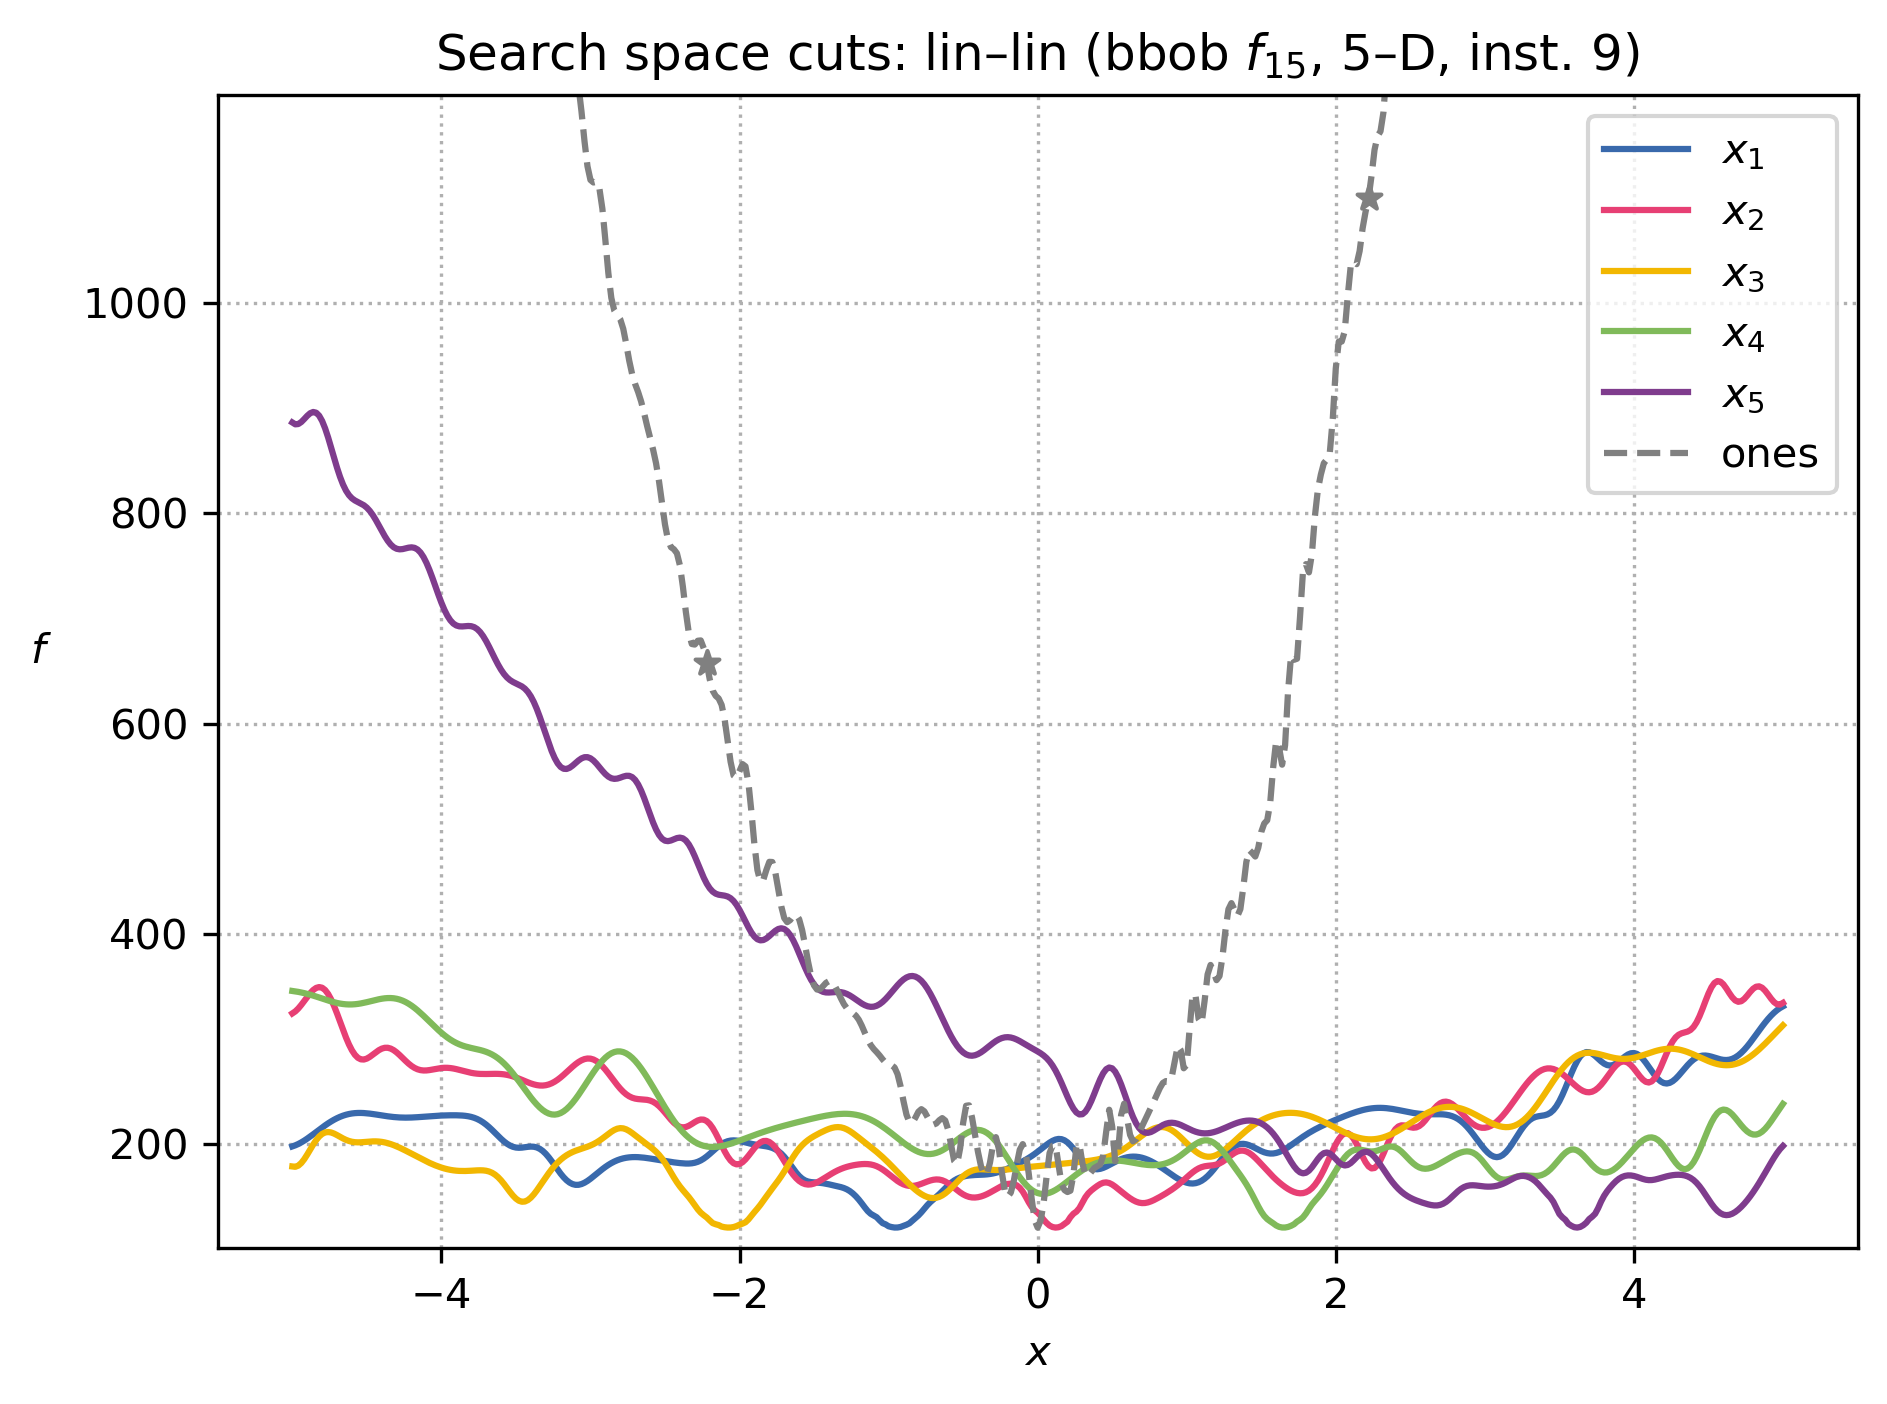 Search space cuts: lin–lin (bbob f15, 5–D, inst. 9)
x1
x2
x3
x4
x5
ones
1000
800
600
400
200
f
−4 −2 0 2 4
x